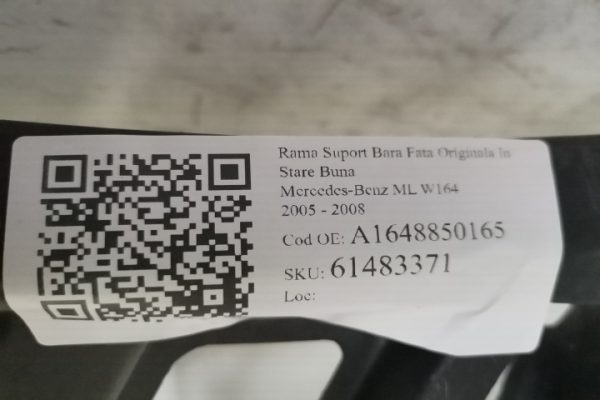 Rama Suport Bara Fata Originala In
Stare Buna
Mercedes-Benz ML W164
2005 - 2008
Cod OE: A1648850165
SKU: 61483371
Loc: